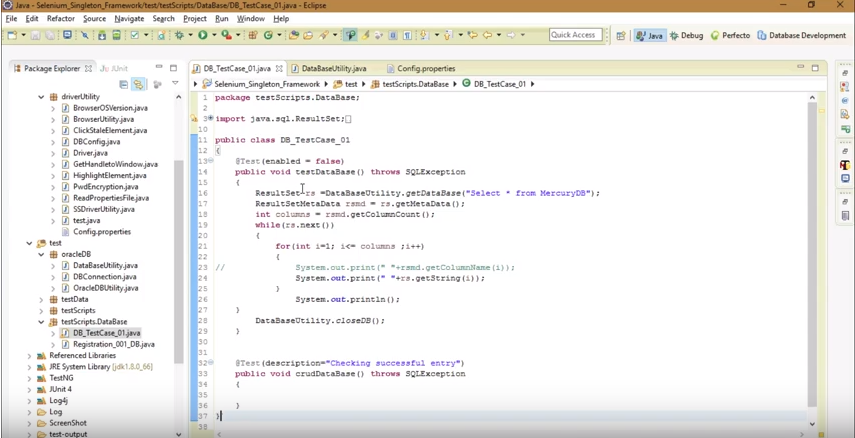 Java - Selenium_Framework/test/testScripts/DataBase/DB_TestCase_01.java - Eclipse
File Edit Refactor Source Navigate Search Project Run Window Help
Quick Access Java Debug Perfecto Database Development
Package Explorer JUnit
driverUtility
BrowserOSVersion.java
BrowserUtility.java
ClickStaleElement.java
DBConfig.java
Driver.java
GetHandletoWindow.java
HighlightElement.java
PwdEncryption.java
ReadPropertiesFile.java
SSDriverUtility.java
test.java
Config.properties
test
oracleDB
DataBaseUtility.java
DBConnection.java
OracleDBUtility.java
testData
testScripts
testScripts.DataBase
DB_TestCase_01.java
Registration_001_DB.java
Referenced Libraries
JRE System Library [jdk1.8.0_66]
TestNG
JUnit 4
Log4j
Log
ScreenShot
test-output
DB_TestCase_01.java DataBaseUtility.java Config.properties
Selenium_Singleton_Framework test testScripts.DataBase DB_TestCase_01
1 package testScripts.DataBase;
2
3 import java.sql.ResultSet;
10
11 public class DB_TestCase_01
12 {
13 @Test(enabled = false)
14 public void testDataBase() throws SQLException
15 {
16 ResultSet rs =DataBaseUtility.getDataBase("Select * from MercuryDB");
17 ResultSetMetaData rsmd = rs.getMetaData();
18 int columns = rsmd.getColumnCount();
19 while(rs.next())
20 {
21 for(int i=1; i<= columns ;i++)
22 {
23 // System.out.print(" "+rsmd.getColumnName(i));
24 System.out.print(" "+rs.getString(i));
25 }
26 System.out.println();
27 }
28 DataBaseUtility.closeDB();
29 }
30
31
32 @Test(description="Checking successful entry")
33 public void crudDataBase() throws SQLException
34 {
35
36 }
37 }
38